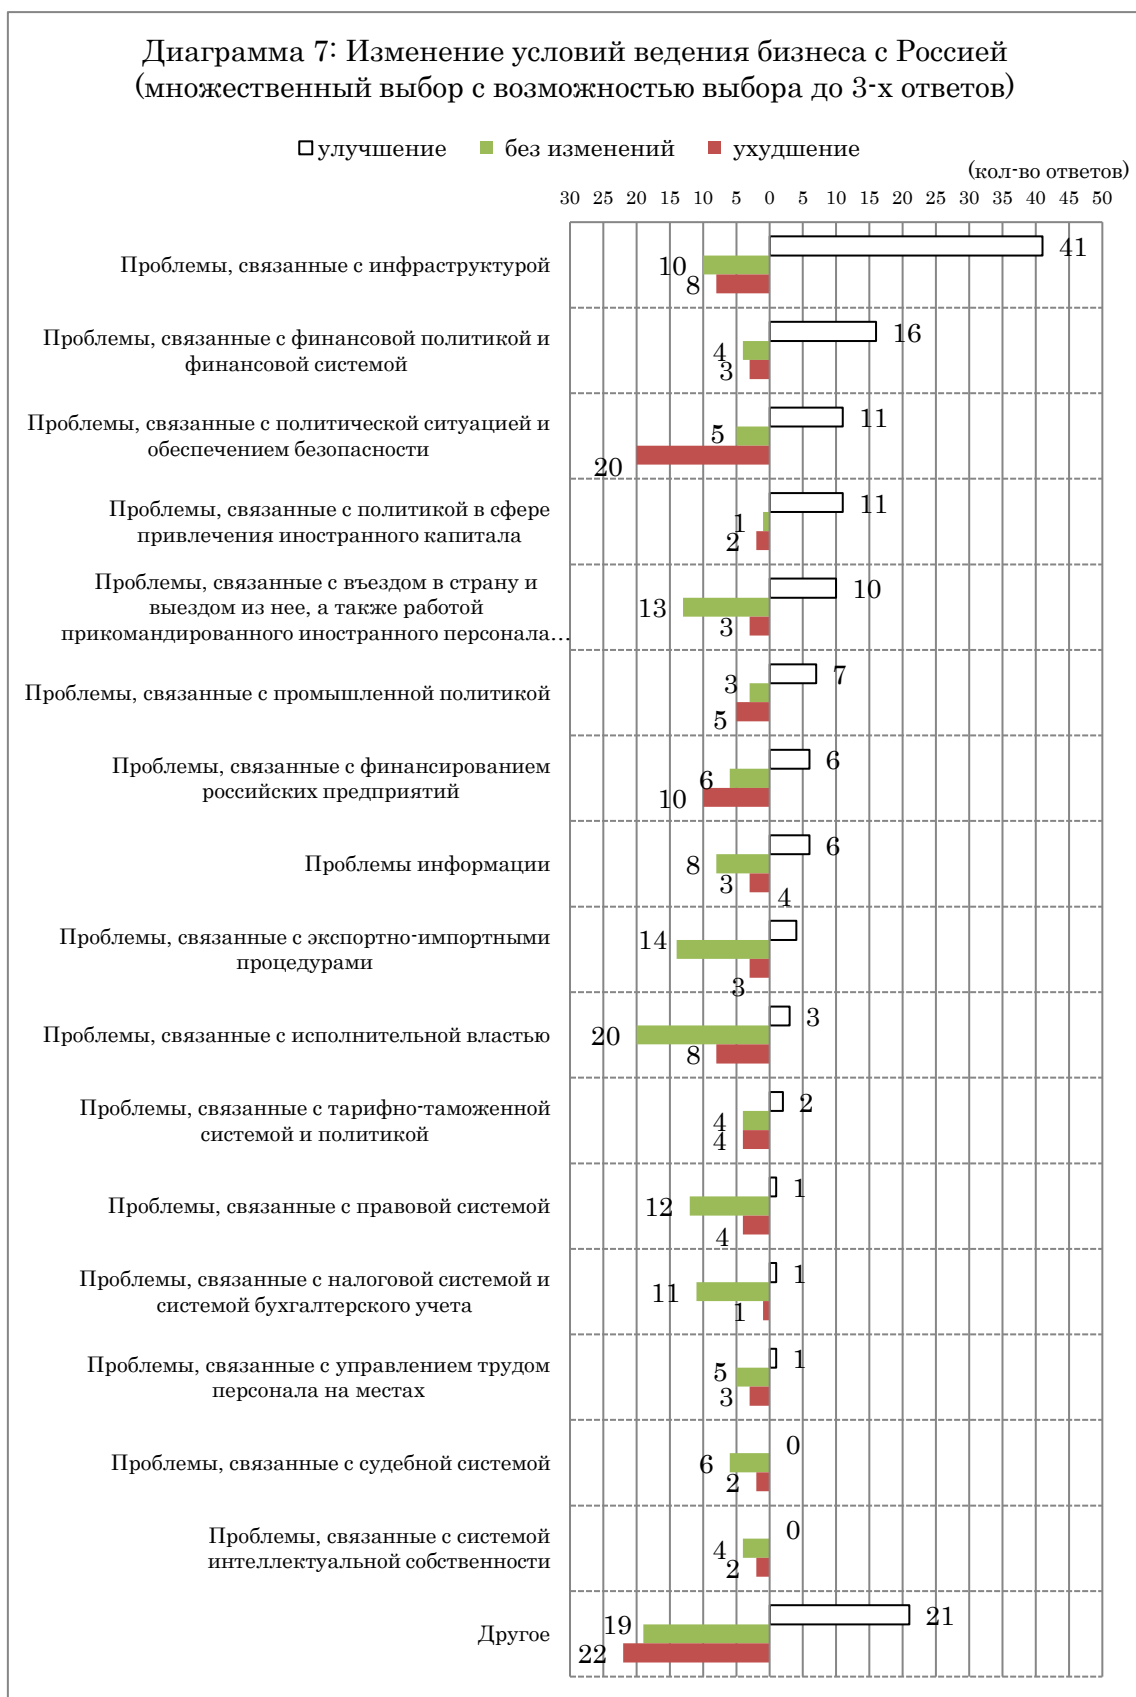 Диаграмма 7: Изменение условий ведения бизнеса с Россией
(множественный выбор с возможностью выбора до 3-х ответов)
улучшение без изменений ухудшение
(кол-во ответов)
30 25 20 15 10 5 0 5 10 15 20 25 30 35 40 45 50
Проблемы, связанные с инфраструктурой
41
10
8
Проблемы, связанные с финансовой политикой и
финансовой системой
16
4
3
Проблемы, связанные с политической ситуацией и
обеспечением безопасности
11
5
20
Проблемы, связанные с политикой в сфере
привлечения иностранного капитала
11
1
2
Проблемы, связанные с въездом в страну и
выездом из нее, а также работой
прикомандированного иностранного персонала…
10
13
3
Проблемы, связанные с промышленной политикой
7
3
5
Проблемы, связанные с финансированием
российских предприятий
6
6
10
Проблемы информации
6
8
3
Проблемы, связанные с экспортно-импортными
процедурами
4
14
3
Проблемы, связанные с исполнительной властью
3
20
8
Проблемы, связанные с тарифно-таможенной
системой и политикой
2
4
4
Проблемы, связанные с правовой системой
1
12
4
Проблемы, связанные с налоговой системой и
системой бухгалтерского учета
1
11
1
Проблемы, связанные с управлением трудом
персонала на местах
1
5
3
Проблемы, связанные с судебной системой
0
6
2
Проблемы, связанные с системой
интеллектуальной собственности
0
4
2
Другое
21
19
22